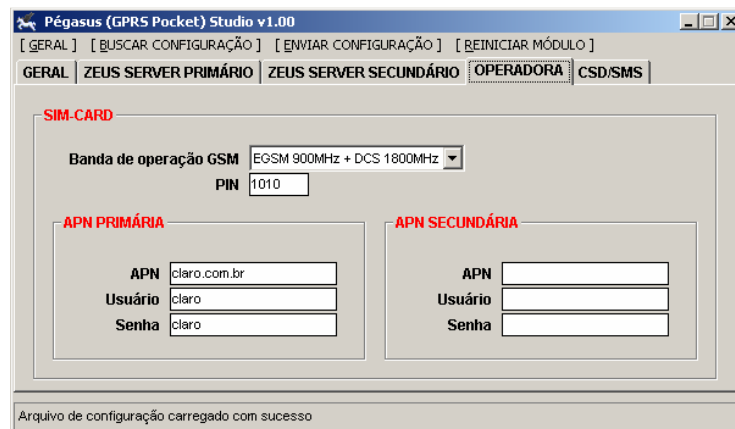 Pégasus (GPRS Pocket) Studio v1.00
[ GERAL ] [ BUSCAR CONFIGURAÇÃO ] [ ENVIAR CONFIGURAÇÃO ] [ REINICIAR MÓDULO ]
GERAL ZEUS SERVER PRIMÁRIO ZEUS SERVER SECUNDÁRIO OPERADORA CSD/SMS
SIM-CARD
Banda de operação GSM EGSM 900MHz + DCS 1800MHz
PIN 1010
APN PRIMÁRIA
APN claro.com.br
Usuário claro
Senha claro
APN SECUNDÁRIA
APN
Usuário
Senha
Arquivo de configuração carregado com sucesso